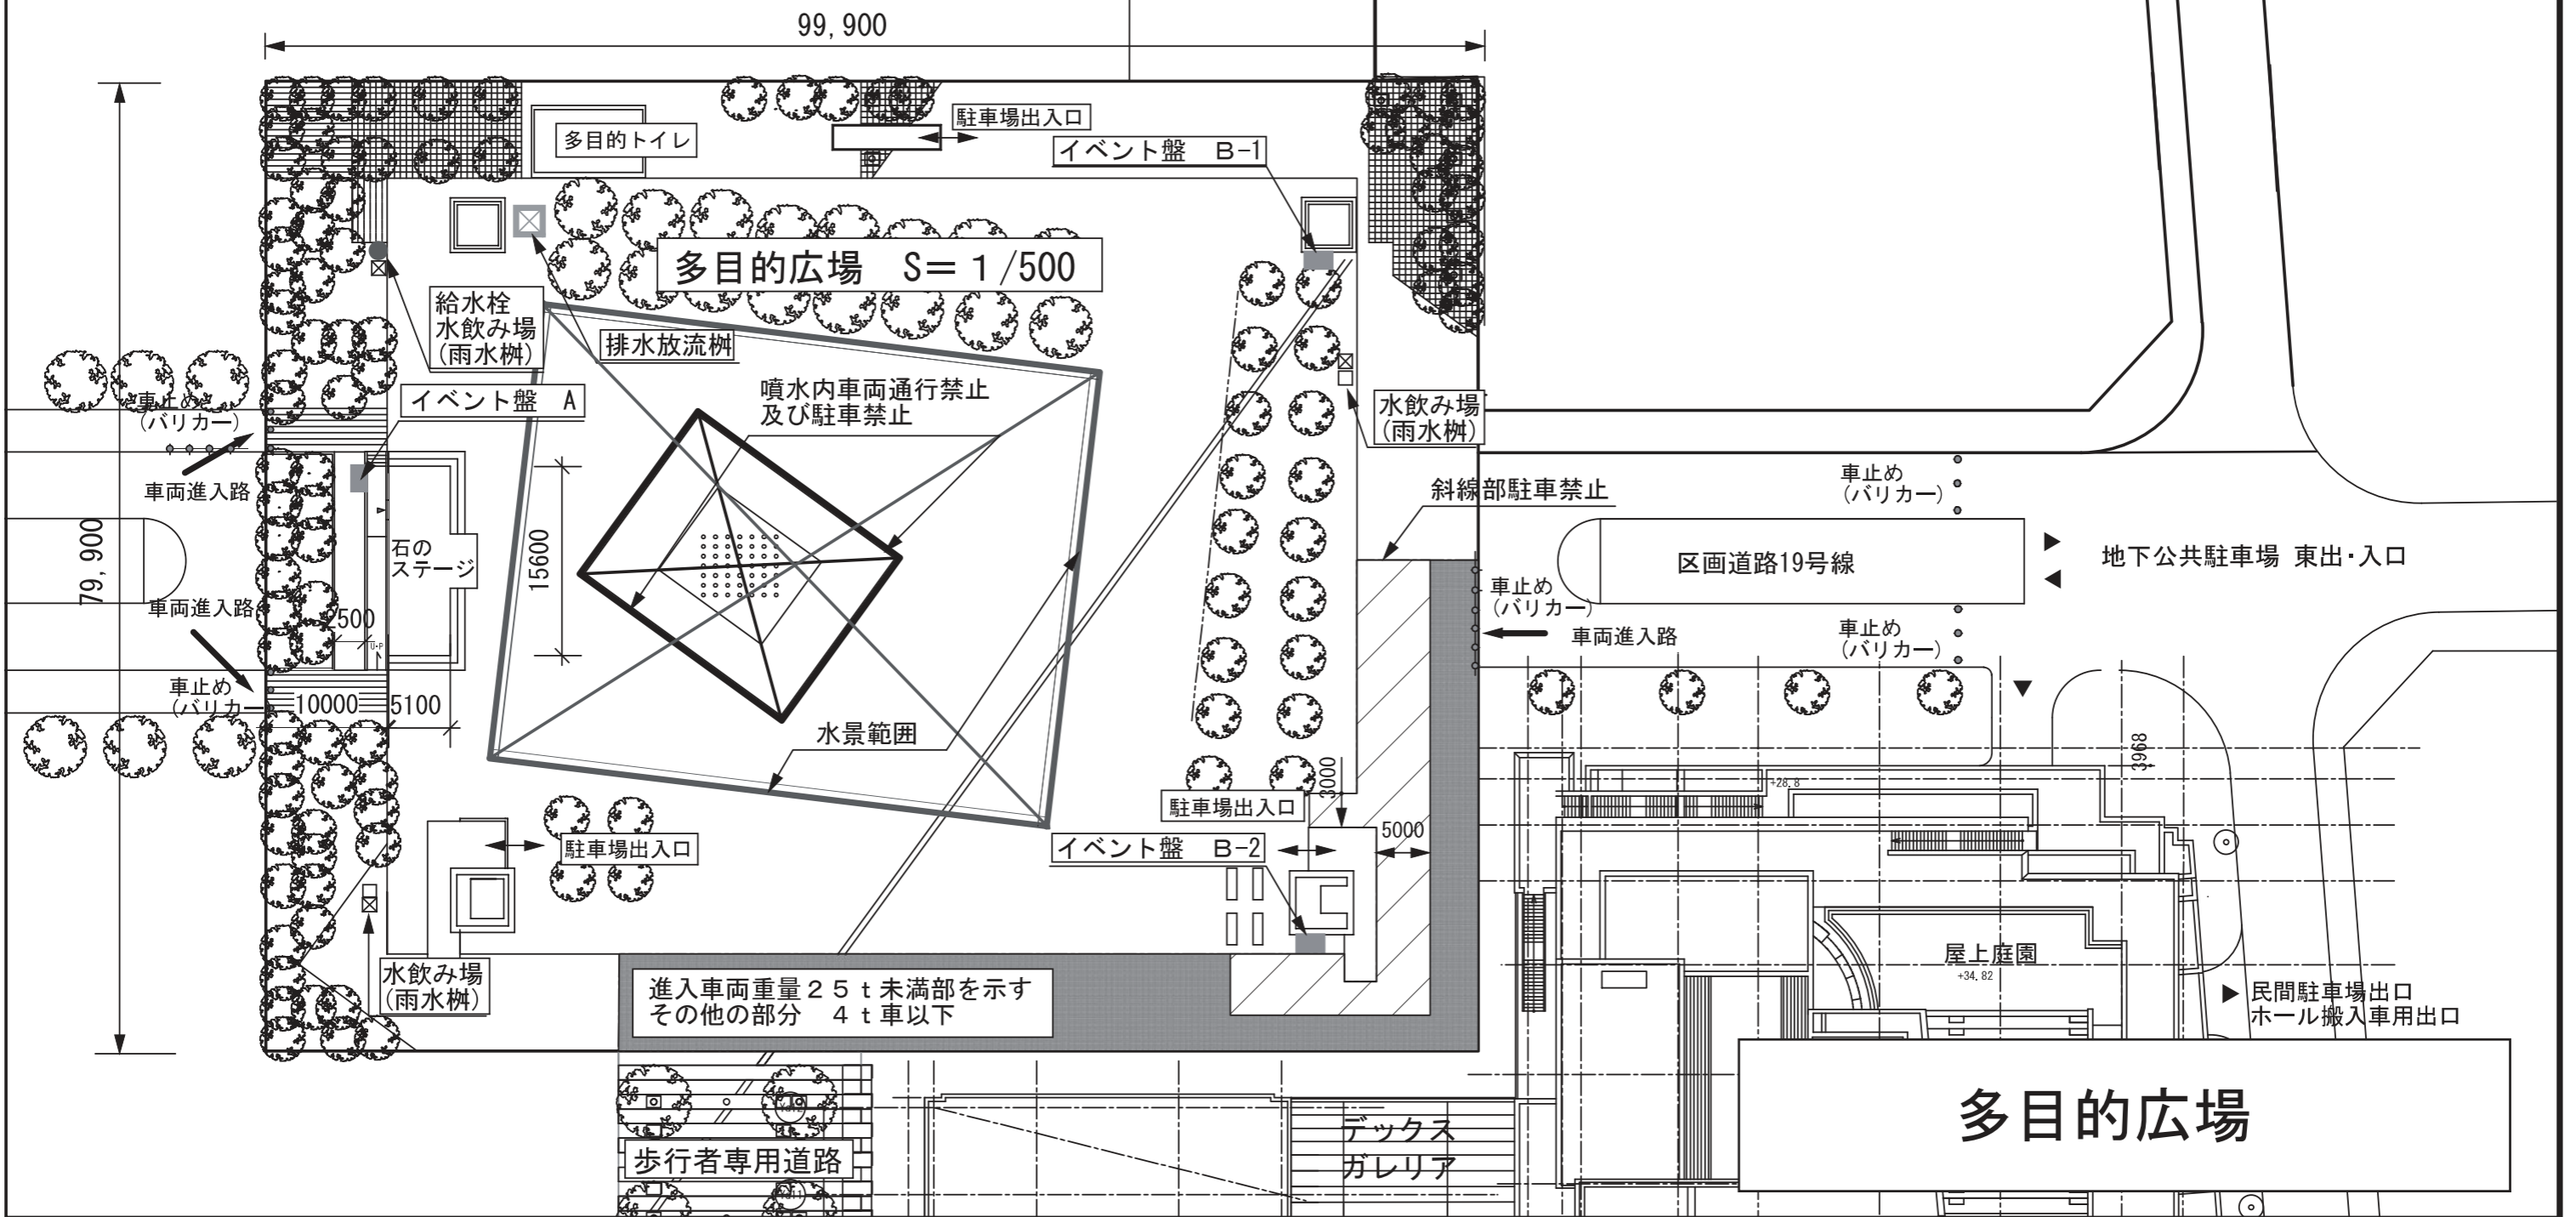 99,900
駐車場出入口
多目的トイレ
イベント盤 B-1
多目的広場 S=1/500
給水栓
水飲み場
(雨水桝)
排水放流桝
イベント盤 A
噴水内車両通行禁止
及び駐車禁止
水飲み場
(雨水桝)
車止め
(バリカー)
車両進入路
斜線部駐車禁止
車止め
(バリカー)
79,900
石の
ステージ
15600
区画道路19号線
地下公共駐車場 東出・入口
車両進入路
2500
車止め
(バリカー)
車両進入路
車止め
(バリカー)
車止め
(バリカー
10000
5100
水景範囲
3968
+28.8
3000
駐車場出入口
5000
駐車場出入口
イベント盤 B-2
水飲み場
(雨水桝)
進入車両重量25t未満部を示す
その他の部分 4t車以下
屋上庭園
+34.82
民間駐車場出口
ホール搬入車用出口
多目的広場
デックス
ガレリア
歩行者専用道路